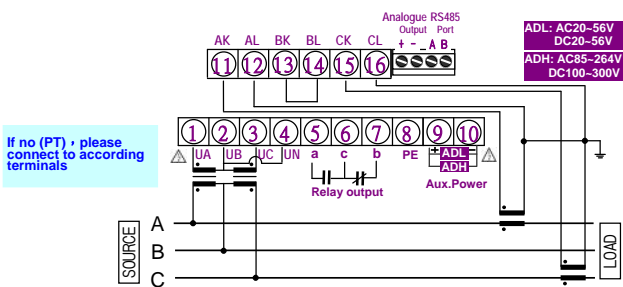 Analogue RS485
Output Port
+ - _ A B
AK AL BK BL CK CL
11 12 13 14 15 16
ADL: AC20~56V
DC20~56V
ADH: AC85~264V
DC100~300V
If no (PT) , please
connect to according
terminals
1 2 3 4 5 6 7 8 9 10
UA UB UC UN a c b PE + ADL -
ADH
Relay output
Aux.Power
SOURCE
A
B
C
LOAD